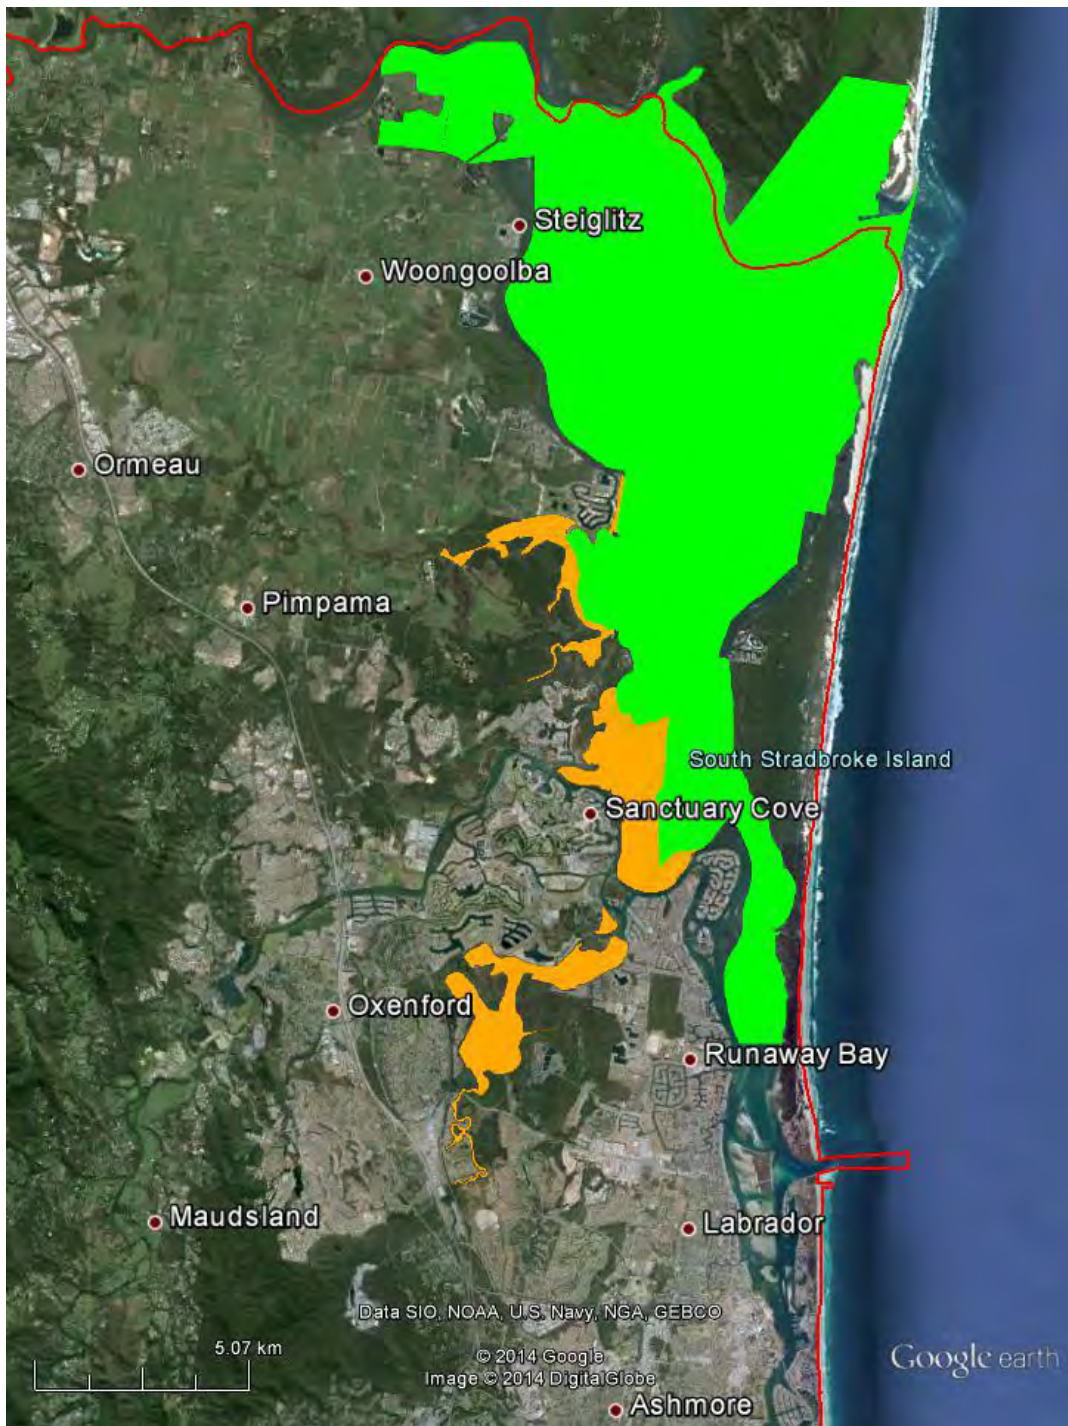 Steiglitz
Woongoolba
Ormeau
Pimpama
South Stradbroke Island
Sanctuary Cove
Oxenford
Runaway Bay
Maudsland
Labrador
Data SIO, NOAA, U.S. Navy, NGA, GEBCO
5.07 km
© 2014 Google
Image © 2014 DigitalGlobe
Google earth
Ashmore